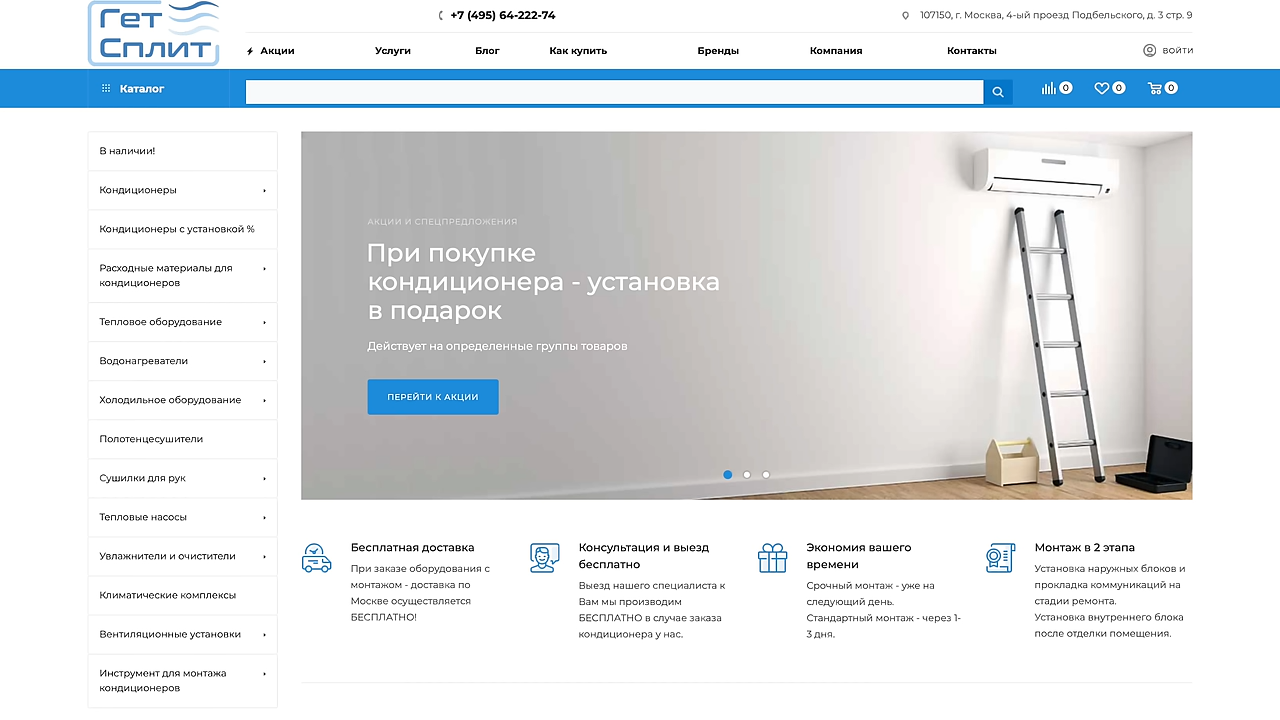 Гет
Сплит
+7 (495) 64-222-74
107150, г. Москва, 4-ый проезд Подбельского, д. 3 стр. 9
Акции
Услуги
Блог
Как купить
Бренды
Компания
Контакты
ВОЙТИ
Каталог
0
0
0
В наличии!
Кондиционеры
Кондиционеры с установкой %
Расходные материалы для
кондиционеров
Тепловое оборудование
Водонагреватели
Холодильное оборудование
Полотенцесушители
Сушилки для рук
Тепловые насосы
Увлажнители и очистители
Климатические комплексы
Вентиляционные установки
Инструмент для монтажа
кондиционеров
АКЦИИ И СПЕЦПРЕДЛОЖЕНИЯ
При покупке
кондиционера - установка
в подарок
Действует на определенные группы товаров
ПЕРЕЙТИ К АКЦИИ
Бесплатная доставка
При заказе оборудования с
монтажом - доставка по
Москве осуществляется
БЕСПЛАТНО!
Консультация и выезд
бесплатно
Выезд нашего специалиста к
Вам мы производим
БЕСПЛАТНО в случае заказа
кондиционера у нас.
Экономия вашего
времени
Срочный монтаж - уже на
следующий день.
Стандартный монтаж - через 1-
3 дня.
Монтаж в 2 этапа
Установка наружных блоков и
прокладка коммуникаций на
стадии ремонта.
Установка внутреннего блока
после отделки помещения.